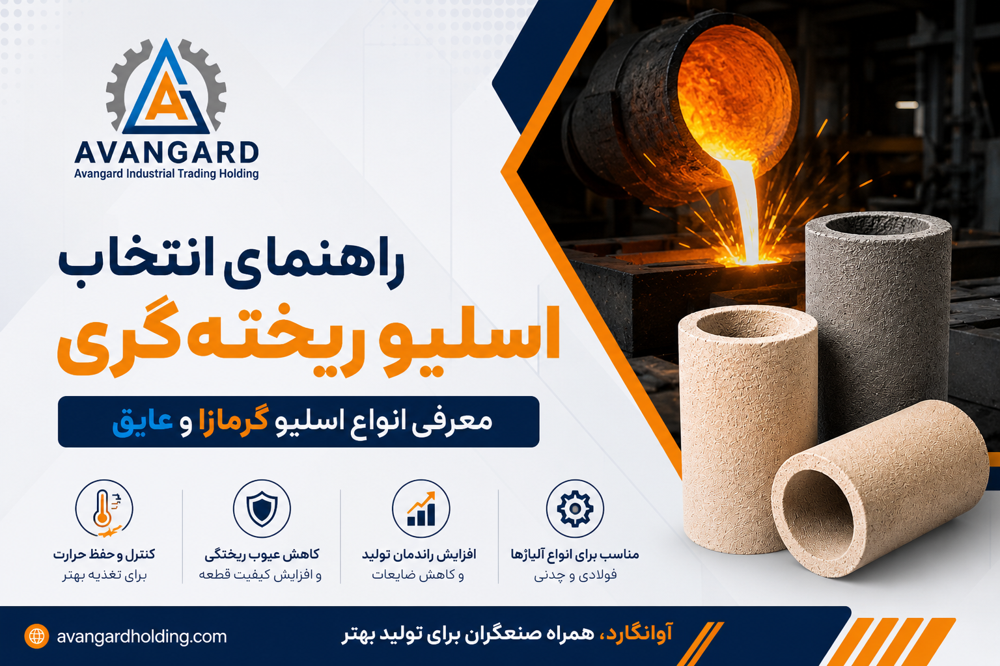 AVANGARD
Avangard Industrial Trading Holding
راهنمای انتخاب
اسلیو ریخته‌گری
معرفی انواع اسلیو گرمازا و عایق
مناسب برای انواع آلیاژها
فولادی و چدنی
افزایش راندمان تولید
و کاهش ضایعات
کاهش عیوب ریختگی
و افزایش کیفیت قطعه
کنترل و حفظ حرارت
برای تغذیه بهتر
آوانگارد، همراه صنعگران برای تولید بهتر
avangardholding.com